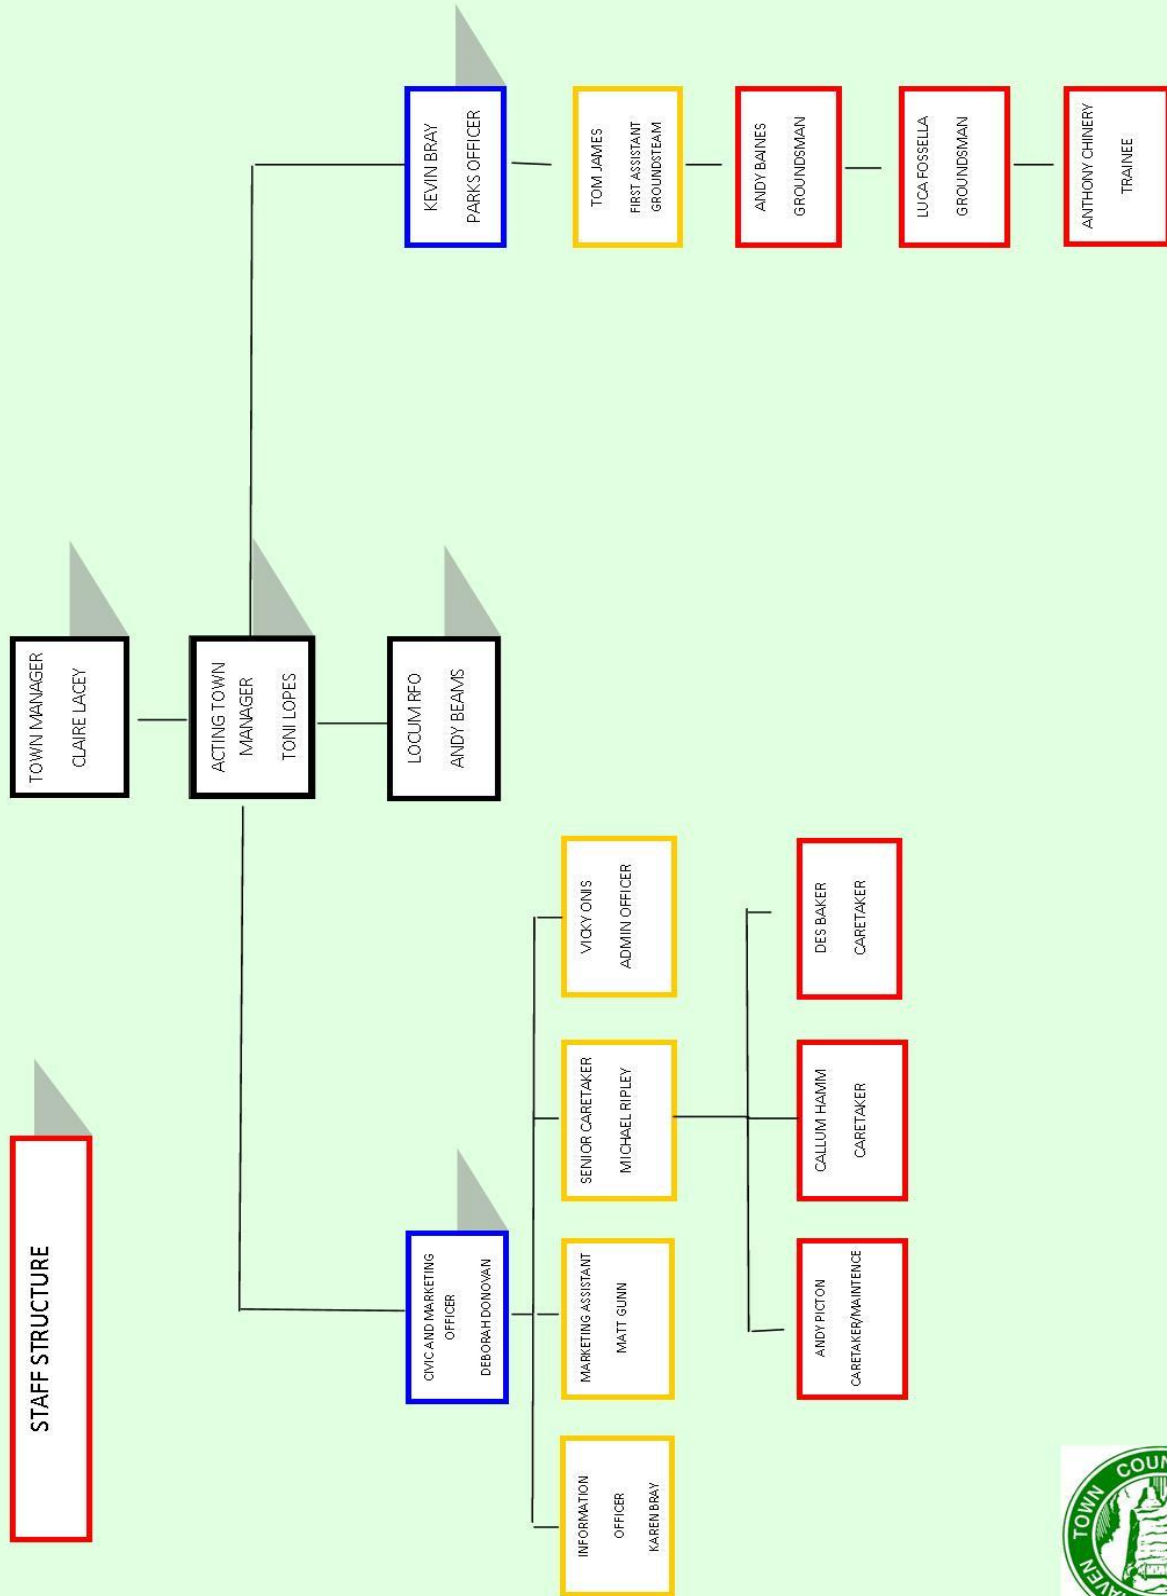 STAFF STRUCTURE
TOWN MANAGER
CLAIRE LACEY
ACTING TOWN
MANAGER
TONI LOPES
LOCUM RFO
ANDY BEAMS
CIVIC AND MARKETING
OFFICER
DEBORAH DONOVAN
KEVIN BRAY
PARKS OFFICER
INFORMATION
OFFICER
KAREN BRAY
MARKETING ASSISTANT
MATT GUNN
SENIOR CARETAKER
MICHAEL RIPLEY
VICKY ONIS
ADMIN OFFICER
TOM JAMES
FIRST ASSISTANT
GROUNDSTEAM
ANDY PICTON
CARETAKER/MAINTENCE
CALLUM HAMM
CARETAKER
DES BAKER
CARETAKER
ANDY BAINES
GROUNDSMAN
LUCA FOSSELLA
GROUNDSMAN
ANTHONY CHINERY
TRAINEE
TOWN